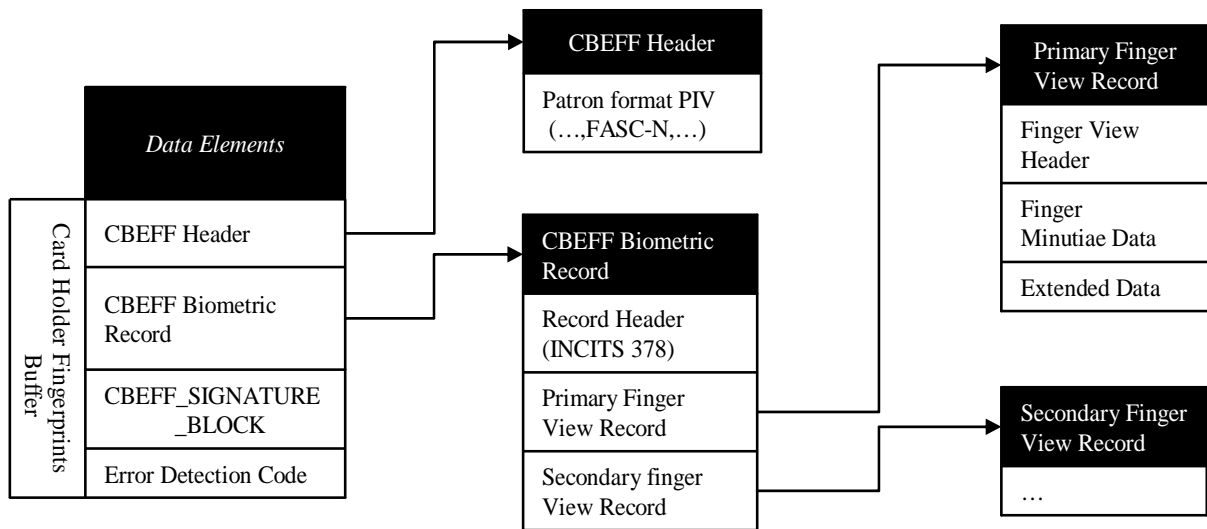 Data Elements
Card Holder Fingerprints
Buffer
CBEFF Header
CBEFF Biometric
Record
CBEFF_SIGNATURE
_BLOCK
Error Detection Code
CBEFF Header
Patron format PIV
(…,FASC-N,…)
CBEFF Biometric
Record
Record Header
(INCITS 378)
Primary Finger
View Record
Secondary finger
View Record
Primary Finger
View Record
Finger View
Header
Finger
Minutiae Data
Extended Data
Secondary Finger
View Record
…